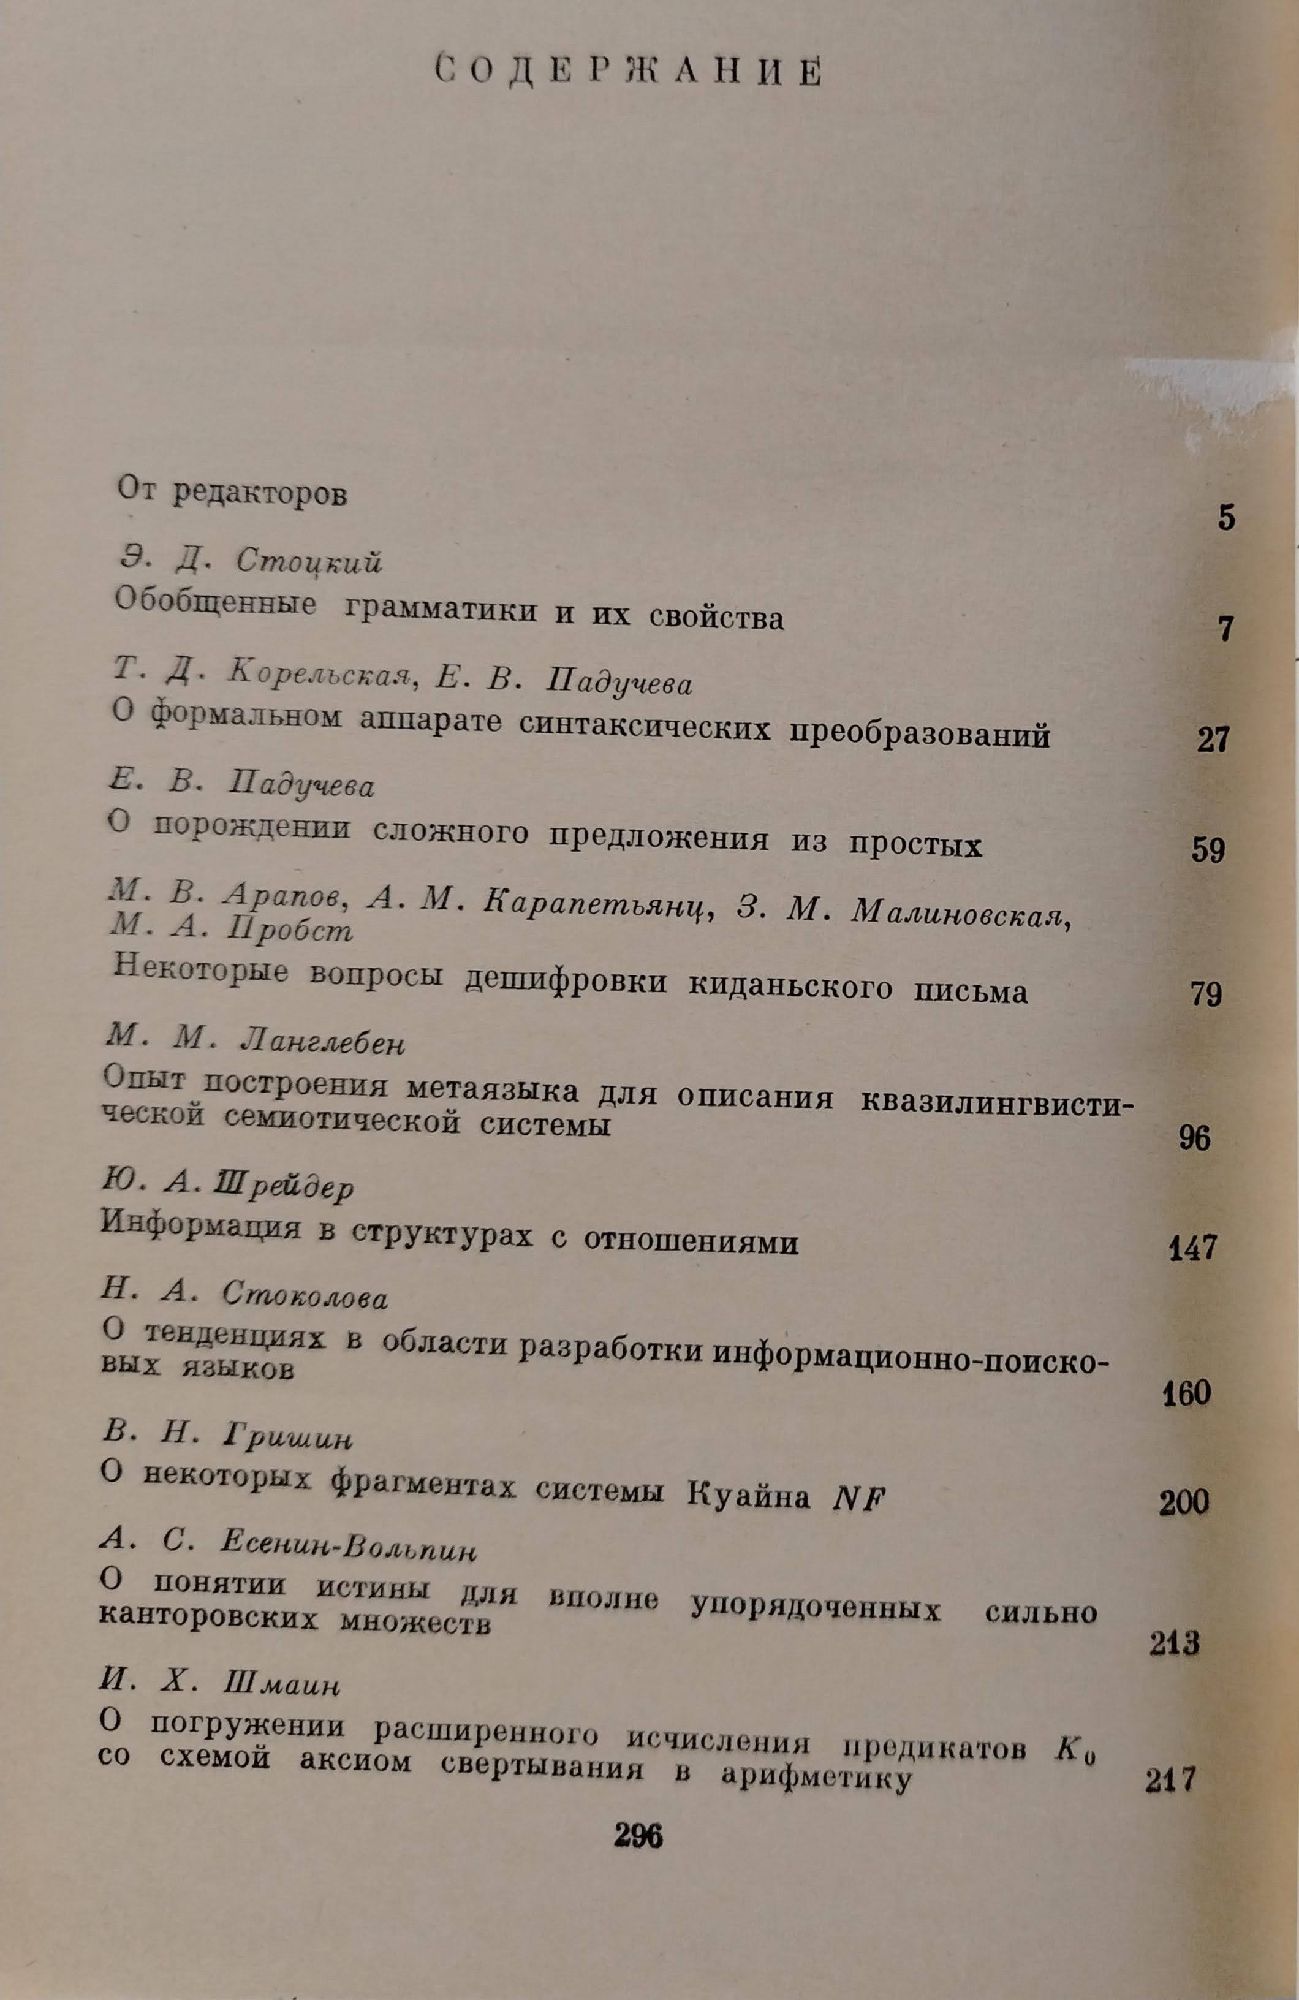 СОДЕРЖАНИЕ
От редакторов 5
Э. Д. Стоцкий
Обобщенные грамматики и их свойства 7
Т. Д. Корельская, Е. В. Падучева
О формальном аппарате синтаксических преобразований 27
Е. В. Падучева
О порождении сложного предложения из простых 59
М. В. Арапов, А. М. Карапетьянц, З. М. Малиновская,
М. А. Пробст
Некоторые вопросы дешифровки киданьского письма 79
М. М. Ланглебен
Опыт построения метаязыка для описания квазилингвисти-
ческой семиотической системы 96
Ю. А. Шрейдер
Информация в структурах с отношениями 147
Н. А. Стоколова
О тенденциях в области разработки информационно-поиско-
вых языков 160
В. Н. Гришин
О некоторых фрагментах системы Куайна NF 200
А. С. Есенин-Вольпин
О понятии истины для вполне упорядоченных сильно
канторовских множеств 213
И. Х. Шмаин
О погружении расширенного исчисления предикатов K₀
со схемой аксиом свертывания в арифметику 217
296